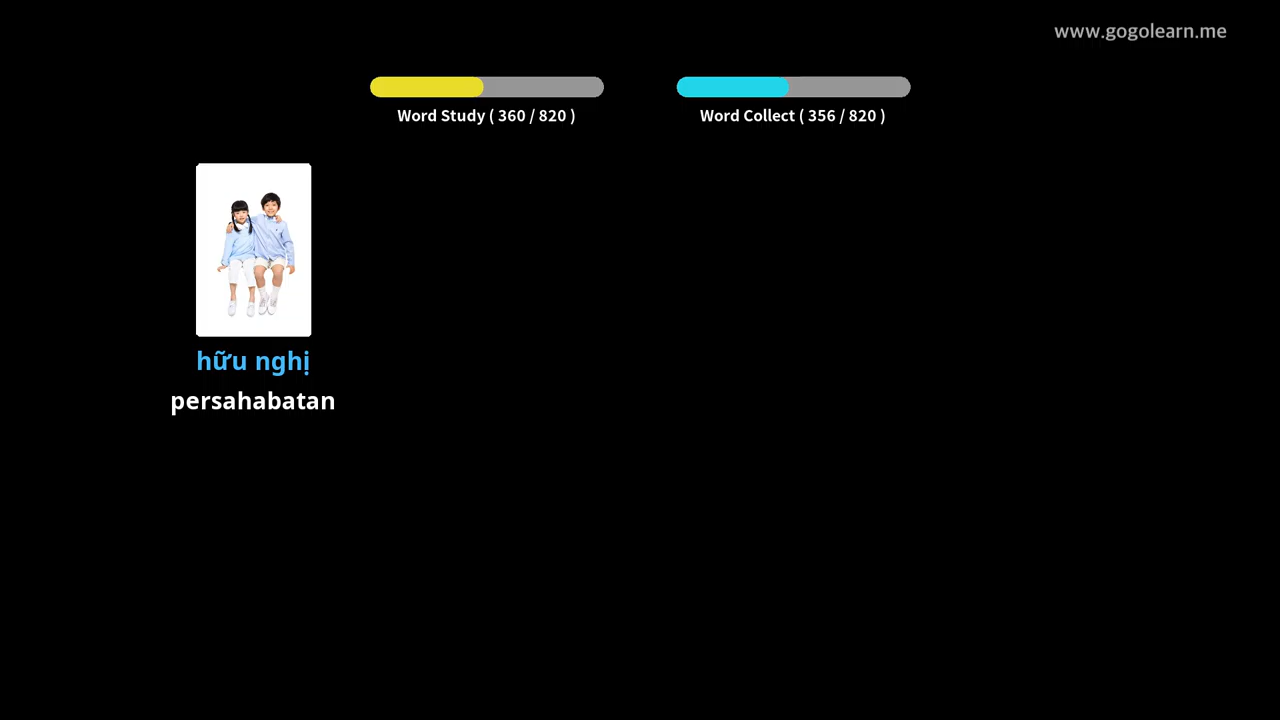 www.gogolearn.me
Word Study ( 360 / 820 )
Word Collect ( 356 / 820 )
hữu nghị
persahabatan